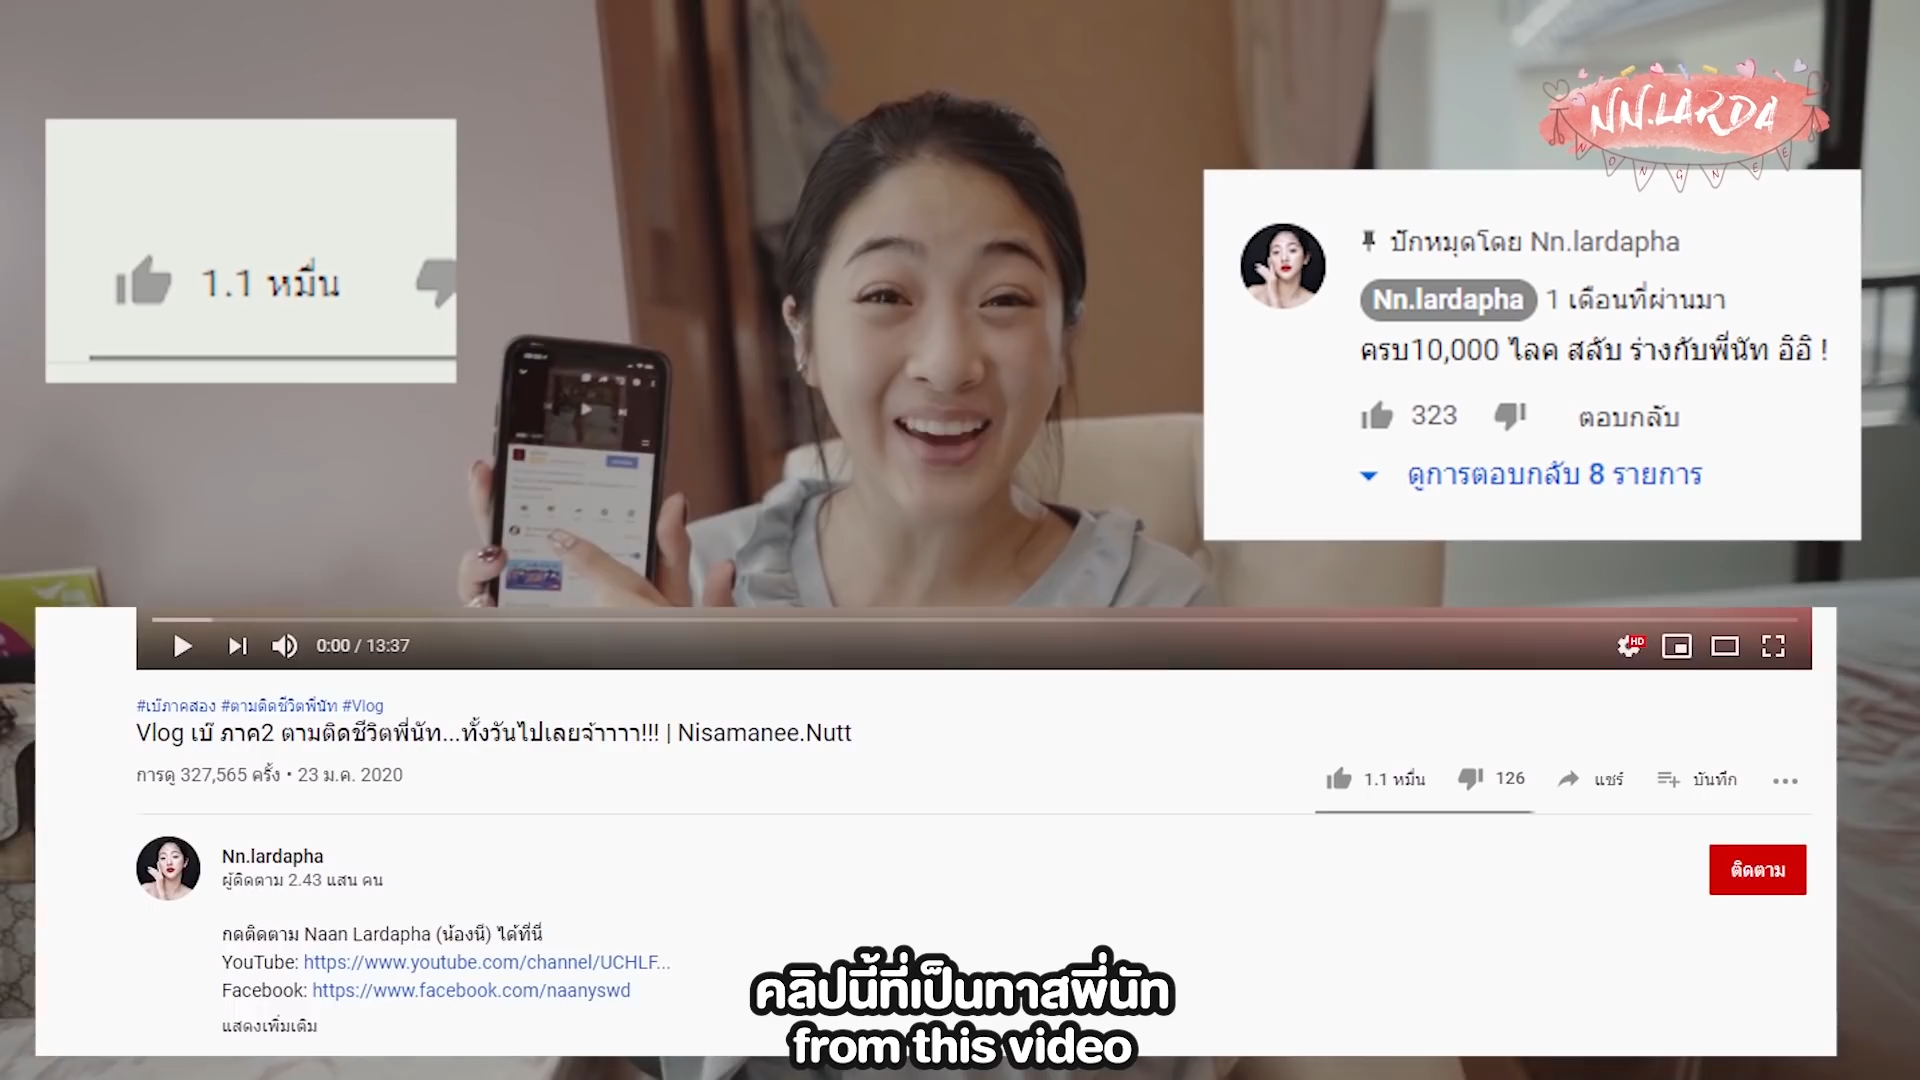 NN.LARDA
NONGNEE
1.1 หมื่น
ปักหมุดโดย Nn.lardapha
Nn.lardapha 1 เดือนที่ผ่านมา
ครบ10,000 ไลค สลับ ร่างกับพี่นัท อิอิ !
323 ตอบกลับ
ดูการตอบกลับ 8 รายการ
0:00 / 13:37
HD
#เบ๊ภาคสอง #ตามติดชีวิตพี่นัท #Vlog
Vlog เบ๊ ภาค2 ตามติดชีวิตพี่นัท...ทั้งวันไปเลยจ้าาาา!!! | Nisamanee.Nutt
การดู 327,565 ครั้ง • 23 ม.ค. 2020
1.1 หมื่น 126 แชร์ บันทึก
Nn.lardapha
ผู้ติดตาม 2.43 แสน คน
ติดตาม
กดติดตาม Naan Lardapha (น้องนี) ได้ที่นี่
YouTube: https://www.youtube.com/channel/UCHLF...
Facebook: https://www.facebook.com/naanyswd
แสดงเพิ่มเติม
คลิปนี้ที่เป็นทาสพี่นัท
from this video